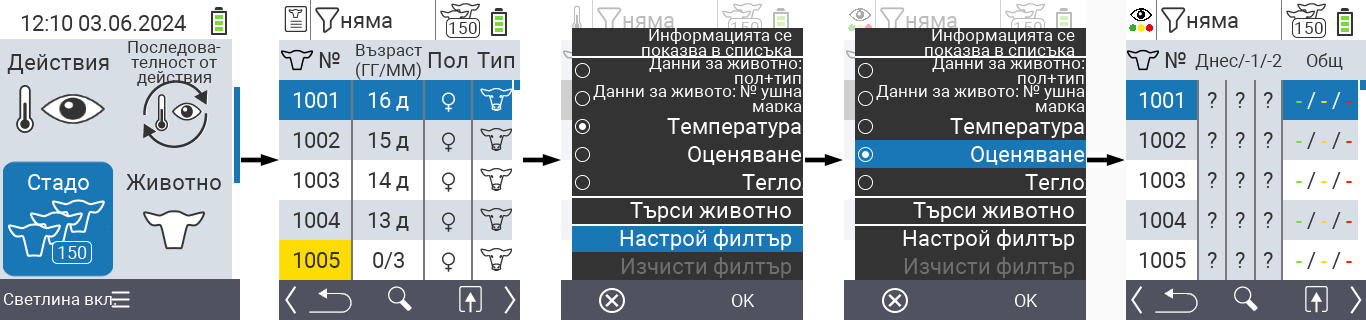 12:10 03.06.2024
Действия
Последова-
телност от
действия
Стадо
150
Животно
Светлина вкл.
няма
150
№ Възраст (ГГ/ММ) Пол Тип
1001 16 д ♀
1002 15 д ♀
1003 14 д ♀
1004 13 д ♀
1005 0/3 ♀
няма
150
Информацията се
показва в списъка
Данни за животно:
пол+тип
Данни за живото: № ушна
марка
Температура
Оценяване
Тегло
Търси животно
Настрой филтър
Изчисти филтър
OK
няма
150
Информацията се
показва в списъка
Данни за животно:
пол+тип
Данни за живото: № ушна
марка
Температура
Оценяване
Тегло
Търси животно
Настрой филтър
Изчисти филтър
OK
няма
150
№ Днес/-1/-2 Общ
1001 ? ? ? -/-/-
1002 ? ? ? -/-/-
1003 ? ? ? -/-/-
1004 ? ? ? -/-/-
1005 ? ? ? -/-/-